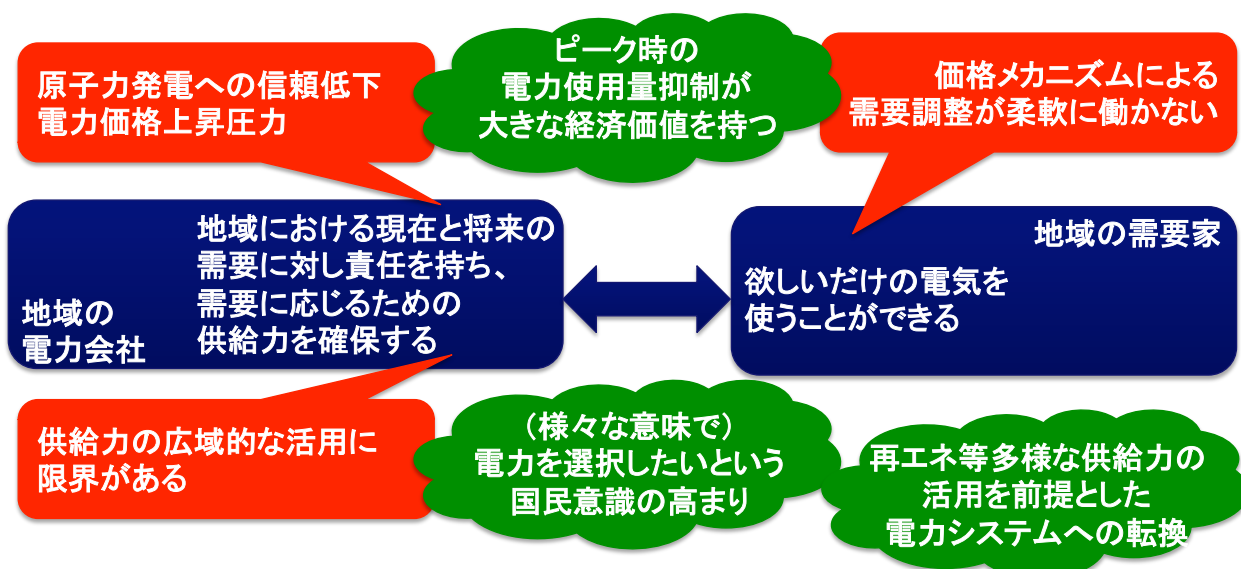 原子力発電への信頼低下
電力価格上昇圧力
ピーク時の
電力使用量抑制が
大きな経済価値を持つ
価格メカニズムによる
需要調整が柔軟に働かない
地域の
電力会社
地域における現在と将来の
需要に対し責任を持ち、
需要に応じるための
供給力を確保する
地域の需要家
欲しいだけの電気を
使うことができる
供給力の広域的な活用に
限界がある
（様々な意味で）
電力を選択したいという
国民意識の高まり
再エネ等多様な供給力の
活用を前提とした
電力システムへの転換